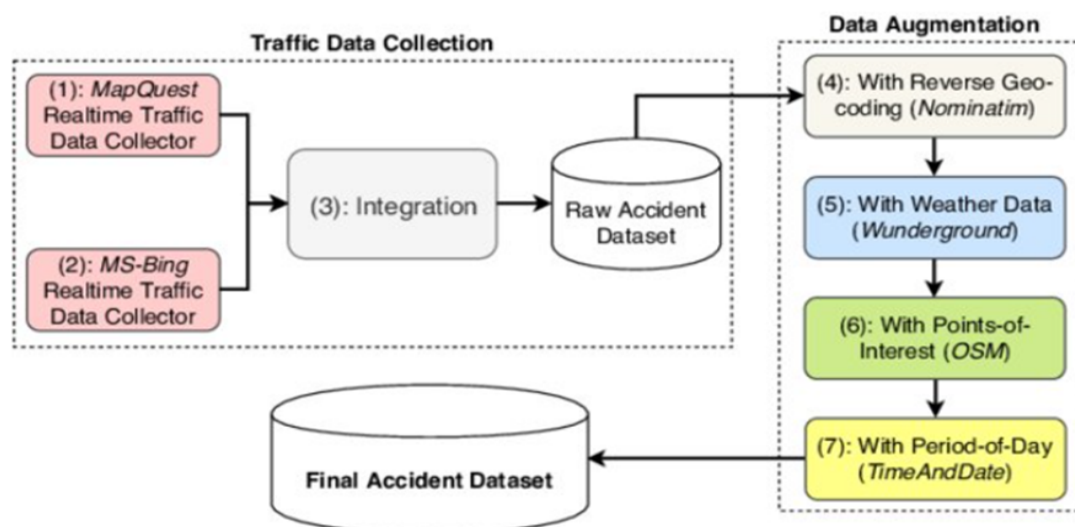 Traffic Data Collection
(1): MapQuest
Realtime Traffic
Data Collector
(2): MS-Bing
Realtime Traffic
Data Collector
(3): Integration
Raw Accident
Dataset
Data Augmentation
(4): With Reverse Geo-
coding (Nominatim)
(5): With Weather Data
(Wunderground)
(6): With Points-of-
Interest (OSM)
(7): With Period-of-Day
(TimeAndDate)
Final Accident Dataset